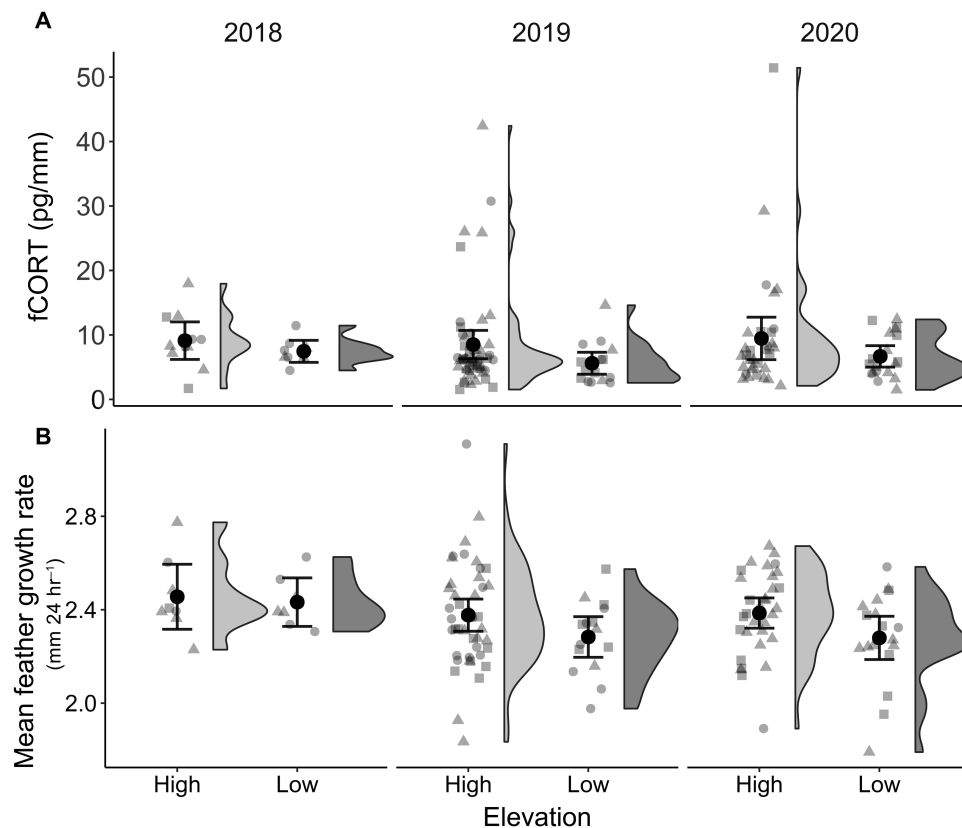 A
2018 2019 2020
50
40
30
20
10
0
fCORT (pg/mm)
B
2.8
2.4
2.0
Mean feather growth rate
(mm 24 hr⁻¹)
High Low High Low High Low
Elevation